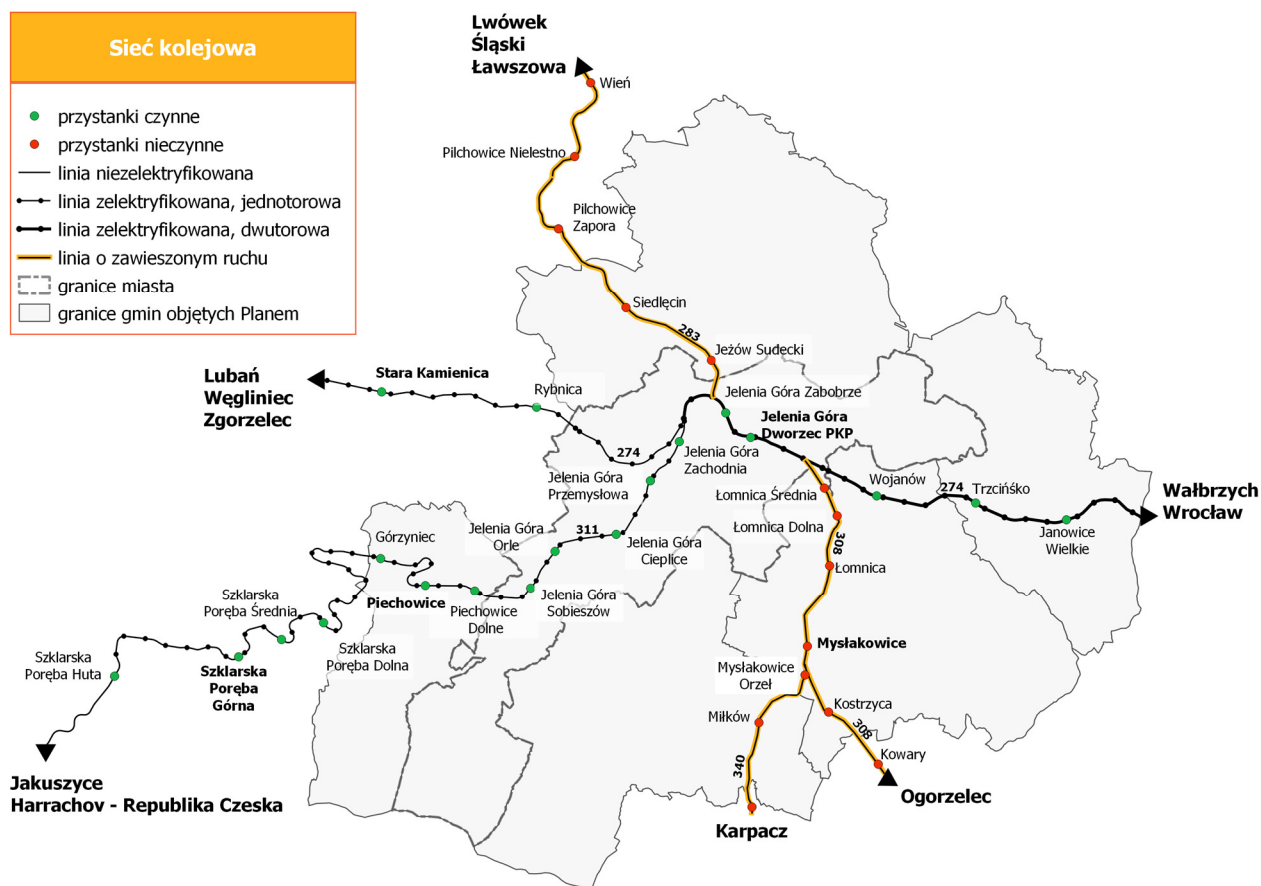 Sieć kolejowa
przystanki czynne
przystanki nieczynne
linia niezelektryfikowana
linia zelektryfikowana, jednotorowa
linia zelektryfikowana, dwutorowa
linia o zawieszonym ruchu
granice miasta
granice gmin objętych Planem
Lwówek
Śląski
Ławszowa
Wień
Pilchowice Nielestno
Pilchowice
Zapora
Siedlęcin
283
Jeżów Sudecki
Jelenia Góra Zabobrze
Jelenia Góra
Dworzec PKP
Lubań
Węgliniec
Zgorzelec
Stara Kamienica
Rybnica
274
Jelenia Góra
Zachodnia
Jelenia Góra
Przemysłowa
Wojanów
274
Trzcińsko
Janowice
Wielkie
Wałbrzych
Wrocław
Łomnica Średnia
Łomnica Dolna
308
Łomnica
Jelenia Góra
Orle
311
Jelenia Góra
Cieplice
Górzyniec
Piechowice
Piechowice
Dolne
Jelenia Góra
Sobieszów
Szklarska
Poręba Średnia
Szklarska
Poręba Dolna
Szklarska
Poręba Huta
Szklarska
Poręba
Górna
Mysłakowice
Mysłakowice
Orzeł
Miłków
Kostrzyca
308
Kowary
340
Jakuszyce
Harrachov - Republika Czeska
Karpacz
Ogorzelec